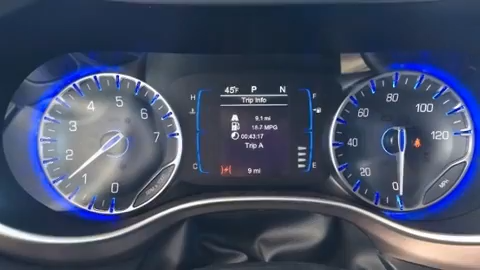 45°F P N
Trip Info
9.1 mi
18.7 MPG
00:43:17
Trip A
9 mi
H
C
F
E
0 1 2 3 4 5 6 7
0 20 40 60 80 100 120
MPH